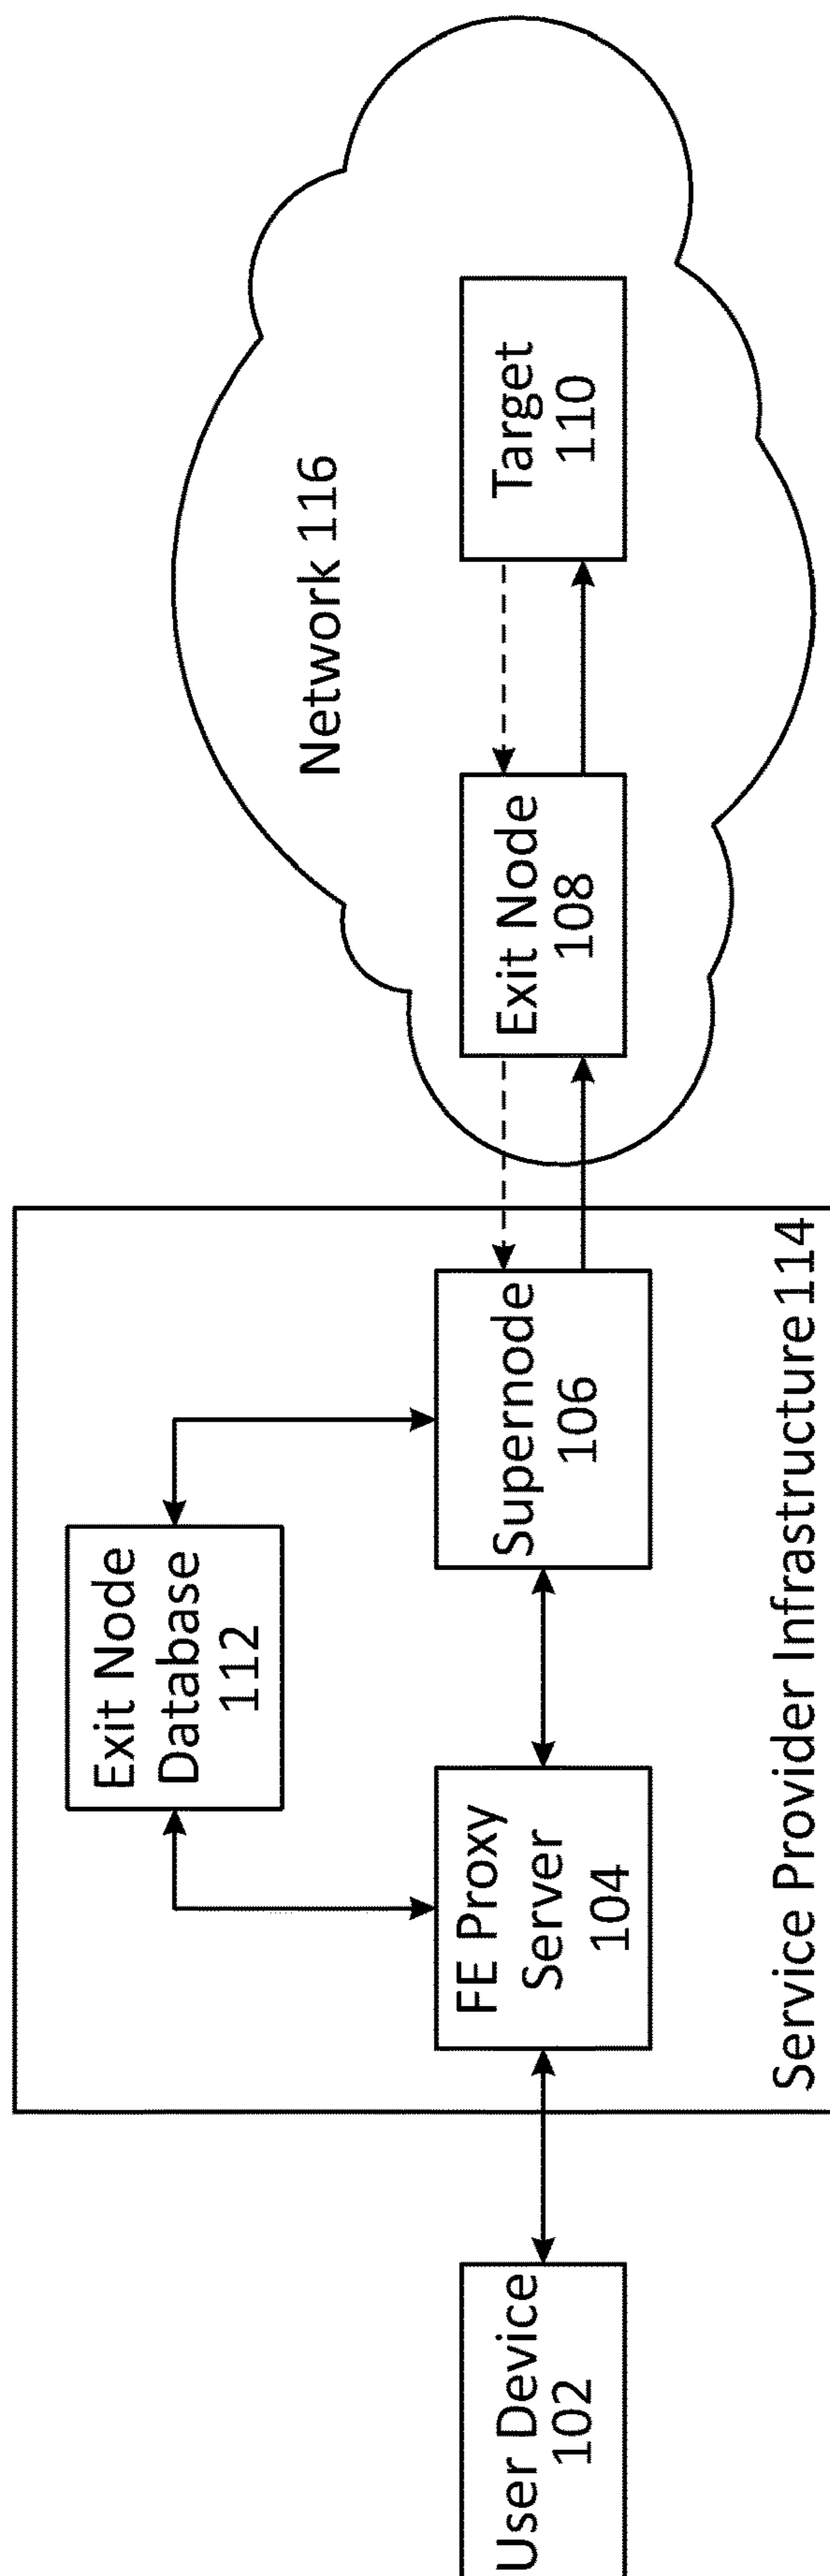 User Device
102
FE Proxy
Server
104
Exit Node
Database
112
Supernode
106
Service Provider Infrastructure 114
Network 116
Exit Node
108
Target
110